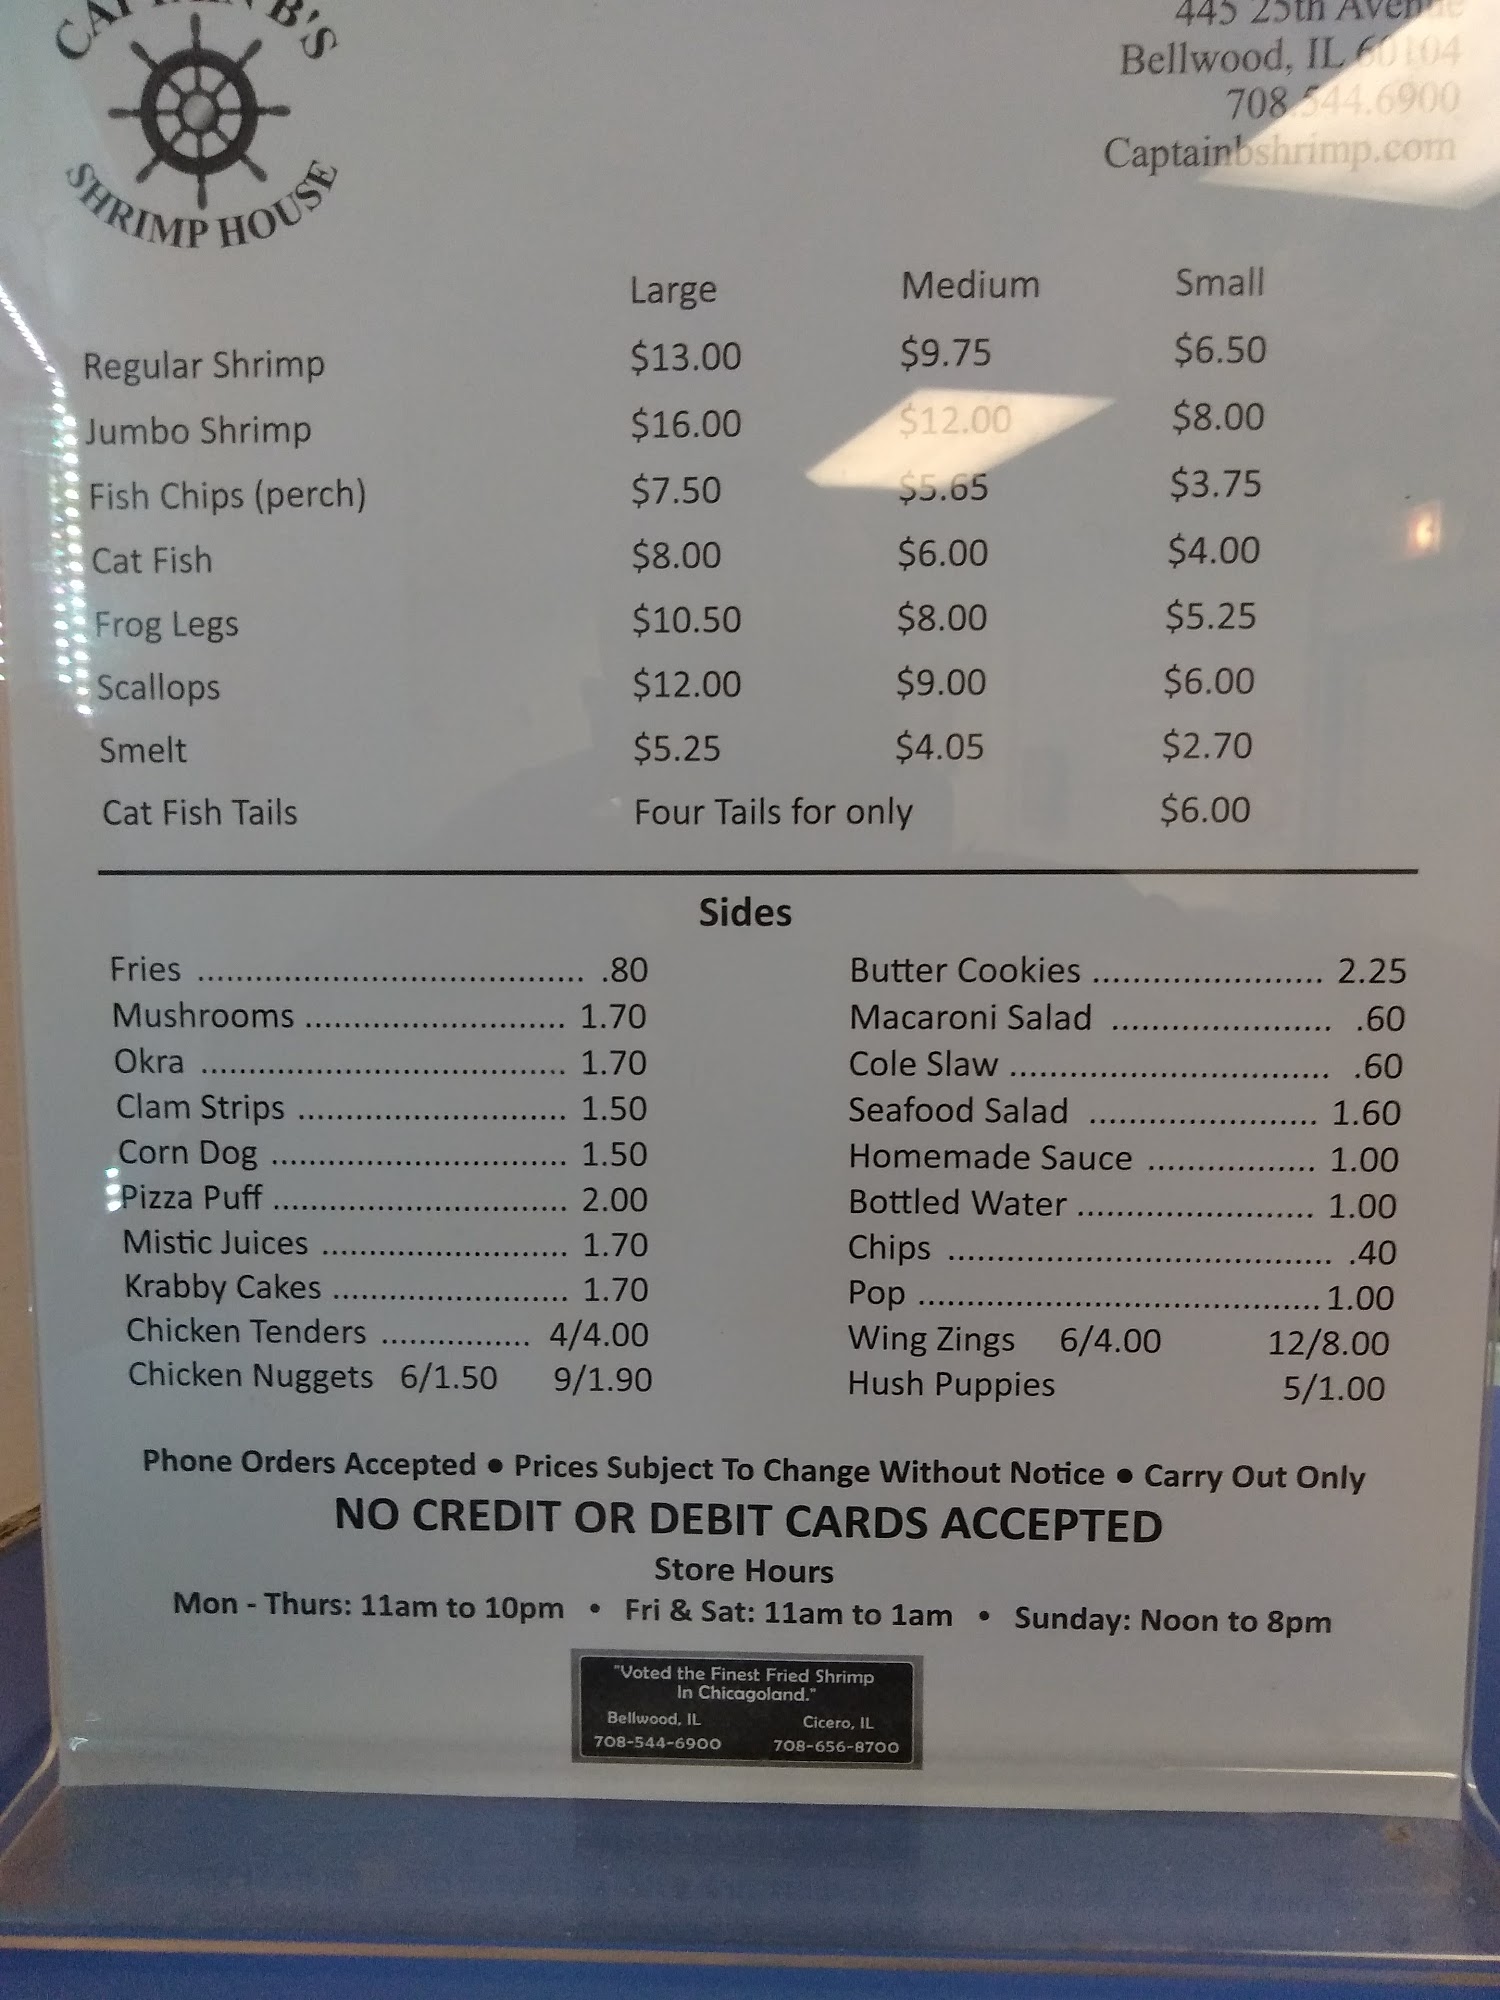 B'S
SHRIMP HOUSE
445 25th Avenue
Bellwood, IL 60104
708.544.6900
Captainbshrimp.com
Large Medium Small
Regular Shrimp $13.00 $9.75 $6.50
Jumbo Shrimp $16.00 $12.00 $8.00
Fish Chips (perch) $7.50 $5.65 $3.75
Cat Fish $8.00 $6.00 $4.00
Frog Legs $10.50 $8.00 $5.25
Scallops $12.00 $9.00 $6.00
Smelt $5.25 $4.05 $2.70
Cat Fish Tails Four Tails for only $6.00
Sides
Fries ........................................ .80
Mushrooms ........................... 1.70
Okra ...................................... 1.70
Clam Strips ............................ 1.50
Corn Dog ............................... 1.50
Pizza Puff ............................... 2.00
Mistic Juices .......................... 1.70
Krabby Cakes ......................... 1.70
Chicken Tenders ................ 4/4.00
Chicken Nuggets 6/1.50 9/1.90
Butter Cookies ........................ 2.25
Macaroni Salad ....................... .60
Cole Slaw ................................. .60
Seafood Salad ........................ 1.60
Homemade Sauce .................. 1.00
Bottled Water ......................... 1.00
Chips ........................................ .40
Pop .......................................... 1.00
Wing Zings 6/4.00 12/8.00
Hush Puppies 5/1.00
Phone Orders Accepted • Prices Subject To Change Without Notice • Carry Out Only
NO CREDIT OR DEBIT CARDS ACCEPTED
Store Hours
Mon - Thurs: 11am to 10pm • Fri & Sat: 11am to 1am • Sunday: Noon to 8pm
"Voted the Finest Fried Shrimp
In Chicagoland."
Bellwood, IL Cicero, IL
708-544-6900 708-656-8700